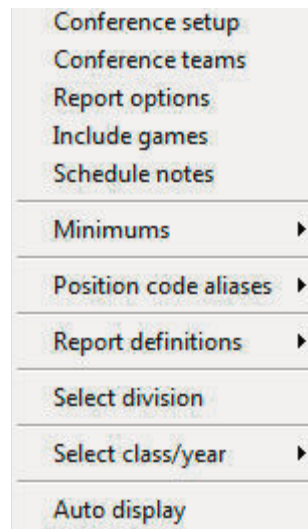 Conference setup
Conference teams
Report options
Include games
Schedule notes
Minimums
Position code aliases
Report definitions
Select division
Select class/year
Auto display